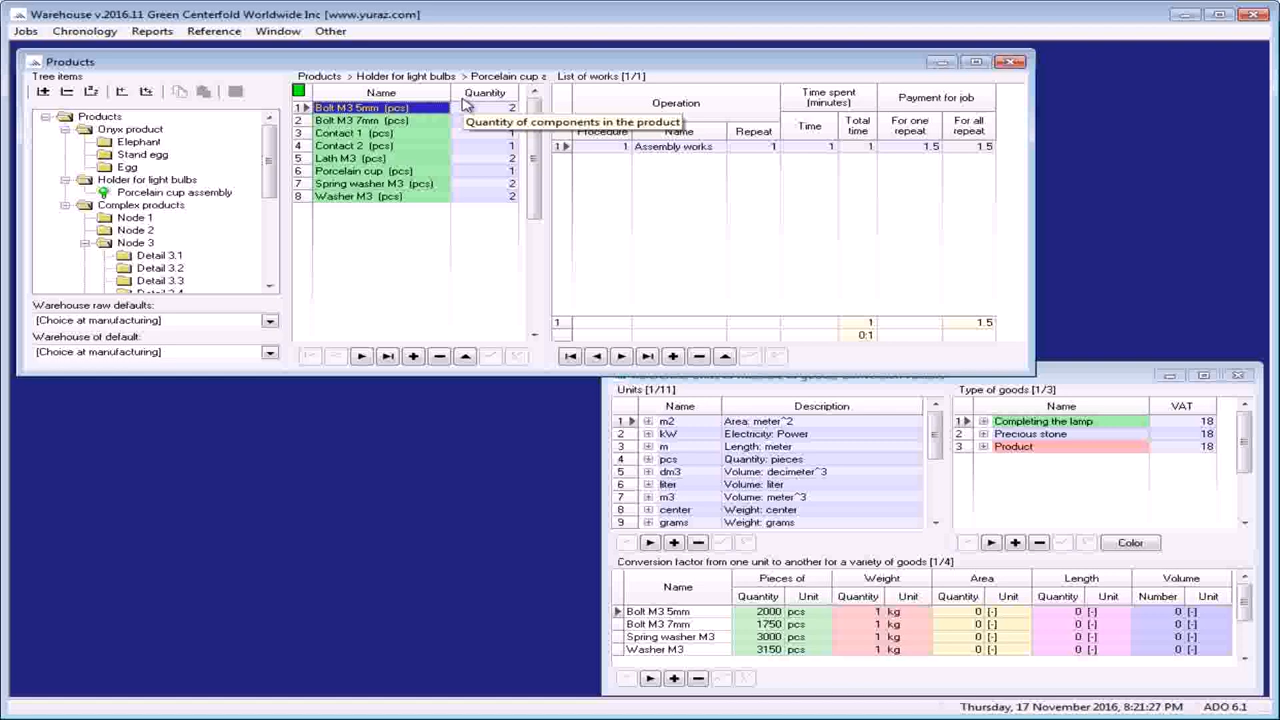 Warehouse v.2016.11 Green Centerfold Worldwide Inc [www.yuraz.com]
Jobs Chronology Reports Reference Window Other
Products
Tree items
Products
Onyx product
Elephant
Stand egg
Egg
Holder for light bulbs
Porcelain cup assembly
Complex products
Node 1
Node 2
Node 3
Detail 3.1
Detail 3.2
Detail 3.3
Warehouse raw defaults:
[Choice at manufacturing]
Warehouse of default:
[Choice at manufacturing]
Products > Holder for light bulbs > Porcelain cup
Name Quantity
1 Bolt M3 5mm (pcs) 2
2 Bolt M3 7mm (pcs)
3 Contact 1 (pcs) 1
4 Contact 2 (pcs) 1
5 Lath M3 (pcs) 2
6 Porcelain cup (pcs) 1
7 Spring washer M3 (pcs) 2
8 Washer M3 (pcs) 2
Quantity of components in the product
List of works [1/1]
Operation Time spent (minutes) Payment for job
Procedure Name Repeat Time Total time For one repeat For all repeat
1 1 Assembly works 1 1 1 1.5 1.5
1 1 1.5
0:1
Units [1/11]
Name Description
1 m2 Area: meter^2
2 kW Electricity: Power
3 m Length: meter
4 pcs Quantity: pieces
5 dm3 Volume: decimeter^3
6 liter Volume: liter
7 m3 Volume: meter^3
8 center Weight: center
9 grams Weight: grams
Type of goods [1/3]
Name VAT
1 Completing the lamp 18
2 Precious stone 18
3 Product 18
Color
Conversion factor from one unit to another for a variety of goods [1/4]
Name Pieces of Weight Area Length Volume
Quantity Unit Quantity Unit Quantity Unit Quantity Unit Number Unit
Bolt M3 5mm 2000 pcs 1 kg 0 [-] 0 [-] 0 [-]
Bolt M3 7mm 1750 pcs 1 kg 0 [-] 0 [-] 0 [-]
Spring washer M3 3000 pcs 1 kg 0 [-] 0 [-] 0 [-]
Washer M3 3150 pcs 1 kg 0 [-] 0 [-] 0 [-]
Thursday, 17 November 2016, 8:21:27 PM ADO 6.1